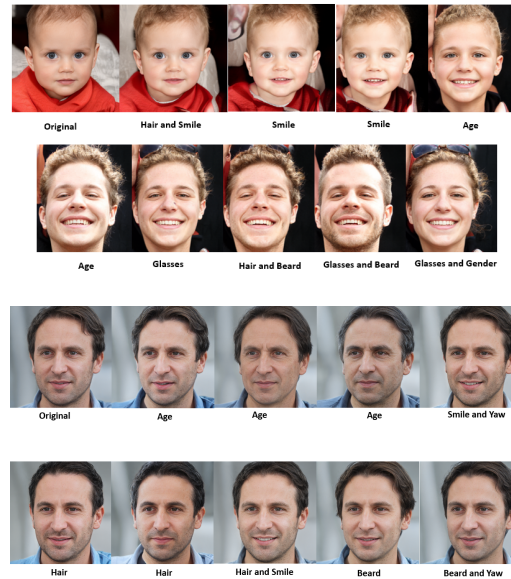 Original Hair and Smile Smile Smile Age
Age Glasses Hair and Beard Glasses and Beard Glasses and Gender
Original Age Age Age Smile and Yaw
Hair Hair Hair and Smile Beard Beard and Yaw